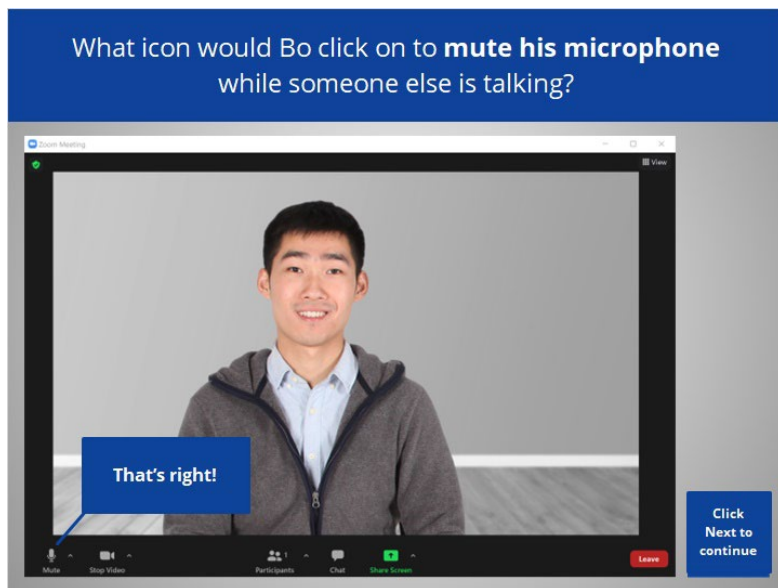 What icon would Bo click on to mute his microphone
while someone else is talking?
Zoom Meeting
View
That's right!
Click
Next to
continue
1
Mute
Stop Video
Participants
Chat
Share Screen
Leave